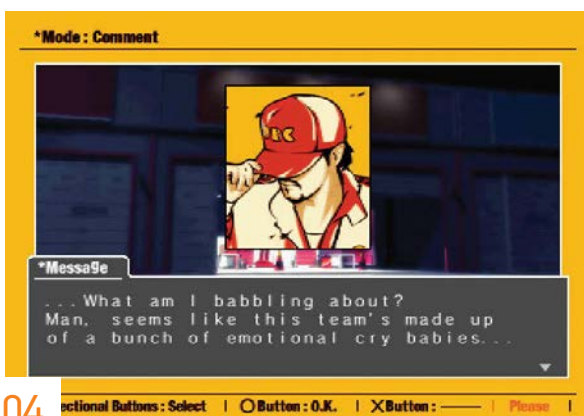 *Mode : Comment
RC
*Message
...What am I babbling about?
Man, seems like this team's made up
of a bunch of emotional cry babies...
04
ectional Buttons : Select | ○Button : O.K. | ✕Button : —— | Please |